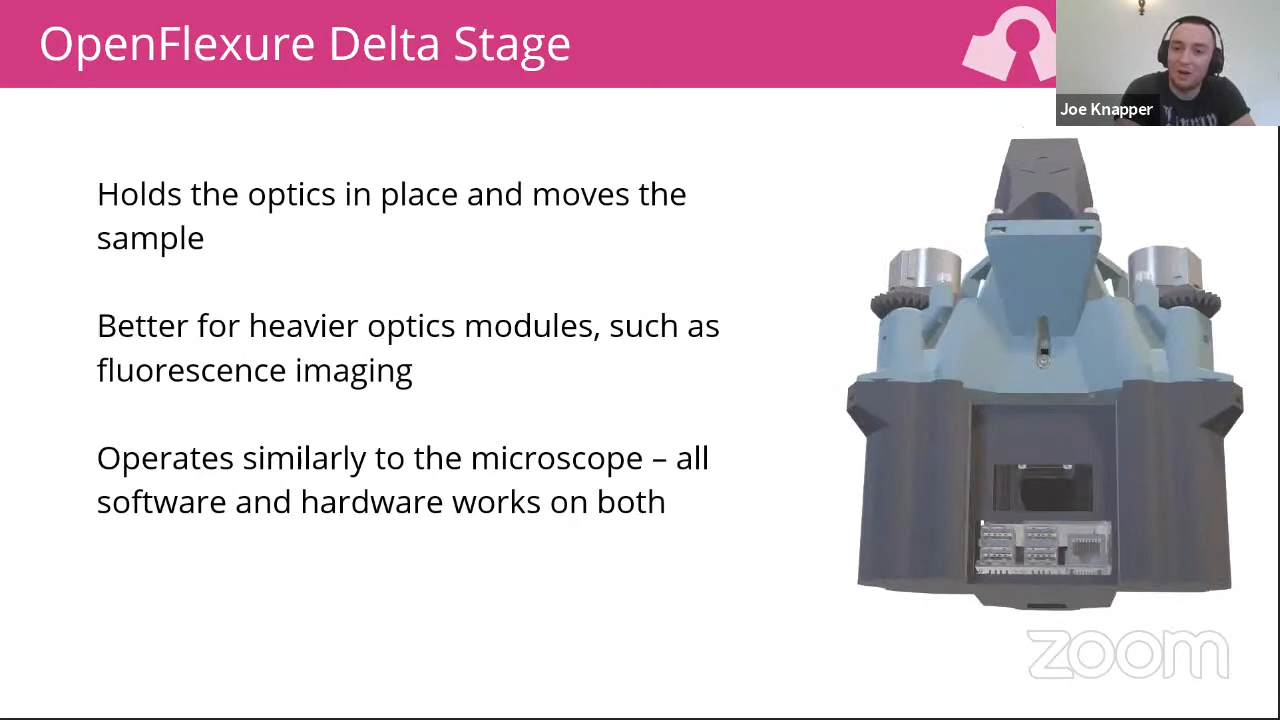 OpenFlexure Delta Stage
Joe Knapper
Holds the optics in place and moves the
sample
Better for heavier optics modules, such as
fluorescence imaging
Operates similarly to the microscope – all
software and hardware works on both
zoom